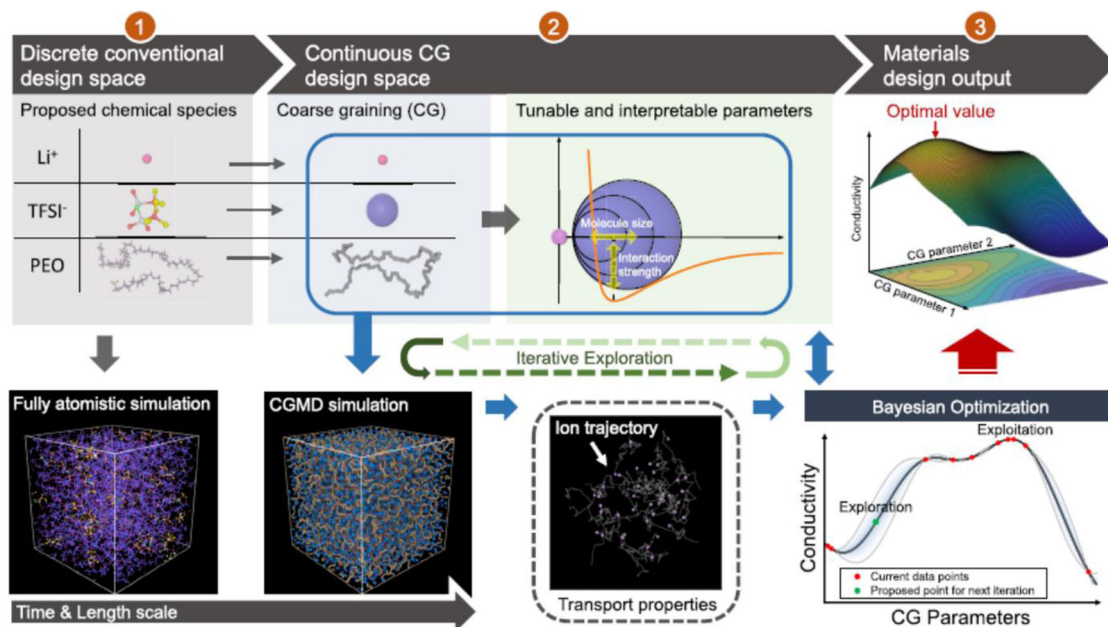 1
Discrete conventional
design space
2
Continuous CG
design space
3
Materials
design output
Proposed chemical species
Li⁺
TFSI⁻
PEO
Coarse graining (CG)
Tunable and interpretable parameters
Molecule size
Interaction
strength
Optimal value
Conductivity
CG parameter 2
CG parameter 1
Iterative Exploration
Fully atomistic simulation
CGMD simulation
Ion trajectory
Transport properties
Time & Length scale
Bayesian Optimization
Exploitation
Exploration
Conductivity
Current data points
Proposed point for next iteration
CG Parameters